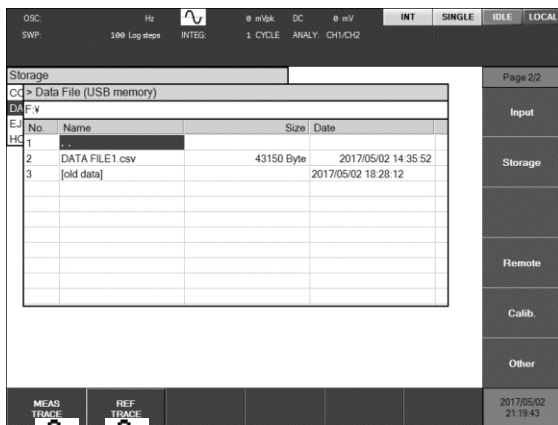 OSC: Hz 0 mVpk DC 0 mV INT SINGLE IDLE LOCAL
SWP: 100 Log steps INTEG: 1 CYCLE ANALY: CH1/CH2
Storage
Page 2/2
> Data File (USB memory)
DA F:¥
Input
EJ
No. Name Size Date
HC
1 ..
2 DATA FILE1.csv 43150 Byte 2017/05/02 14:35:52
Storage
3 [old data] 2017/05/02 18:28:12
Remote
Calib.
Other
MEAS
TRACE
REF
TRACE
2017/05/02
21:19:43